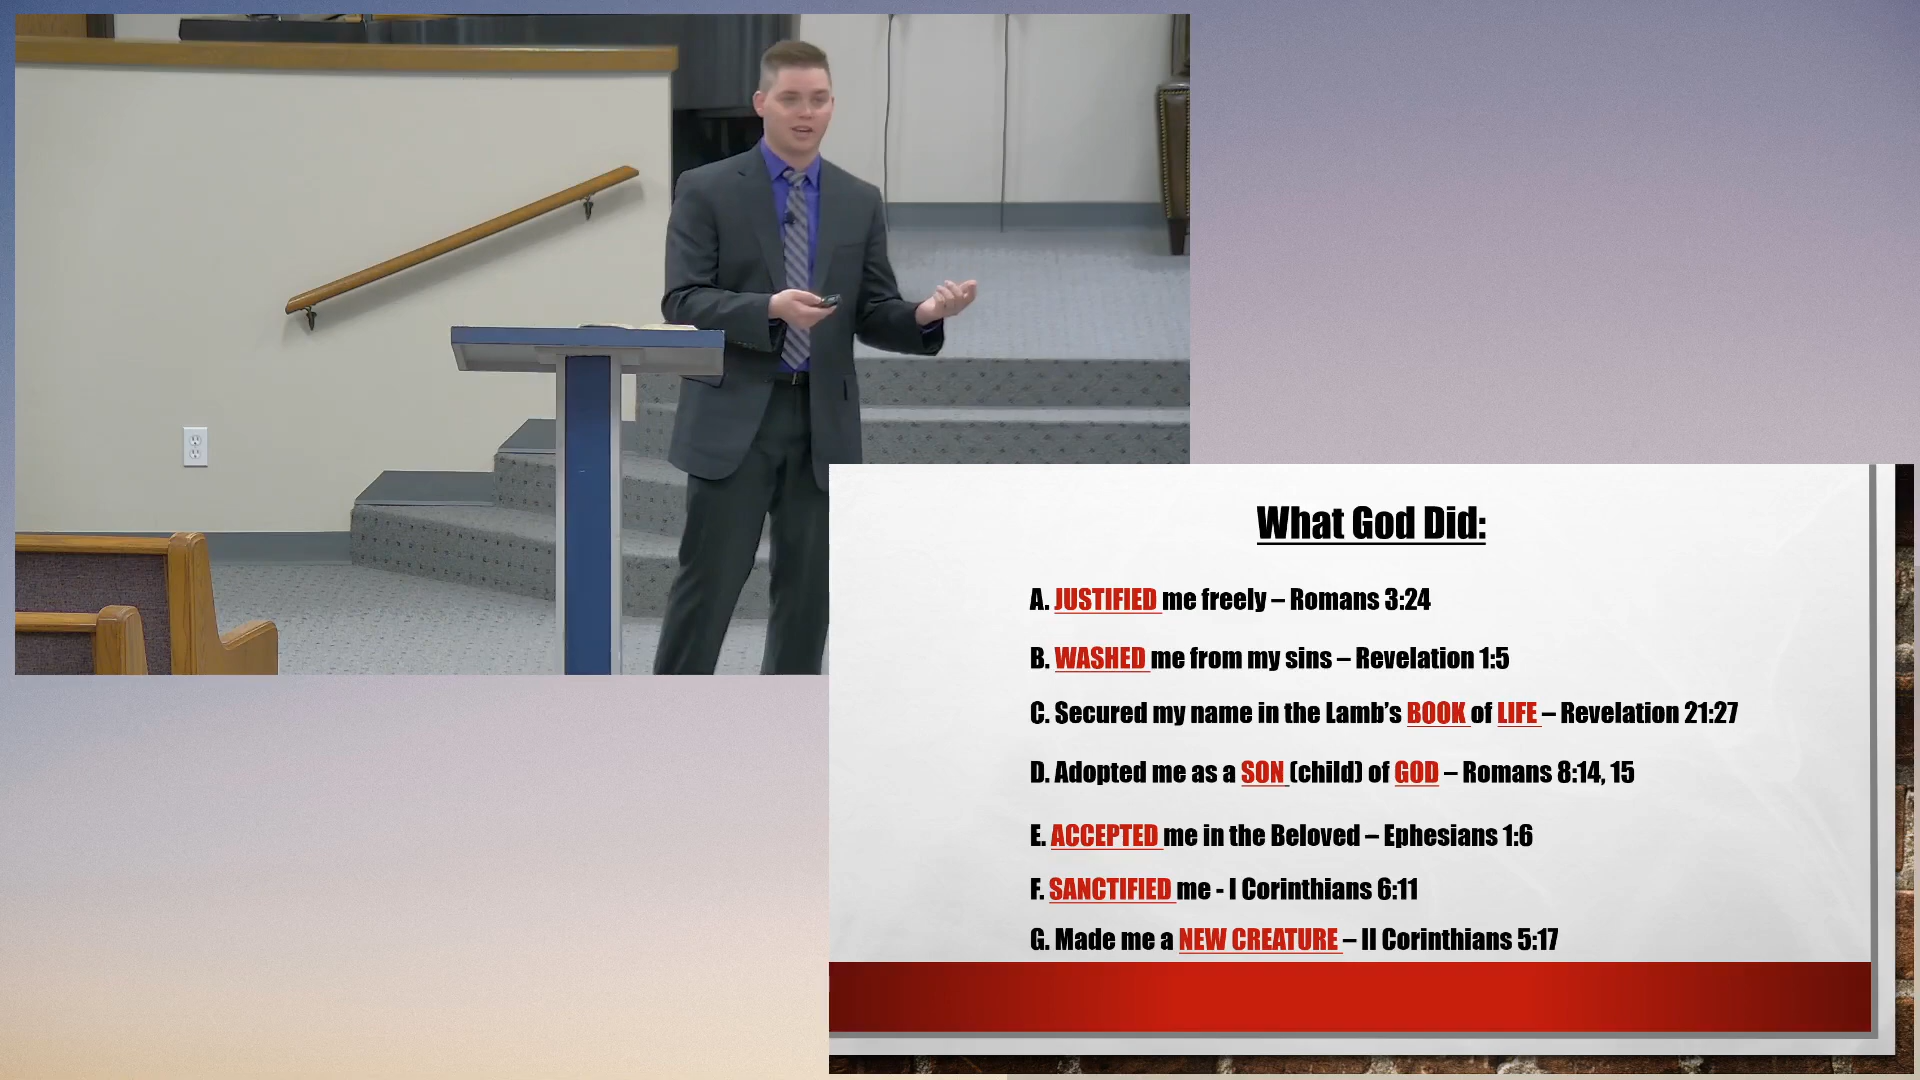 What God Did:
A. JUSTIFIED me freely – Romans 3:24
B. WASHED me from my sins – Revelation 1:5
C. Secured my name in the Lamb's BOOK of LIFE – Revelation 21:27
D. Adopted me as a SON (child) of GOD – Romans 8:14, 15
E. ACCEPTED me in the Beloved – Ephesians 1:6
F. SANCTIFIED me - I Corinthians 6:11
G. Made me a NEW CREATURE – II Corinthians 5:17